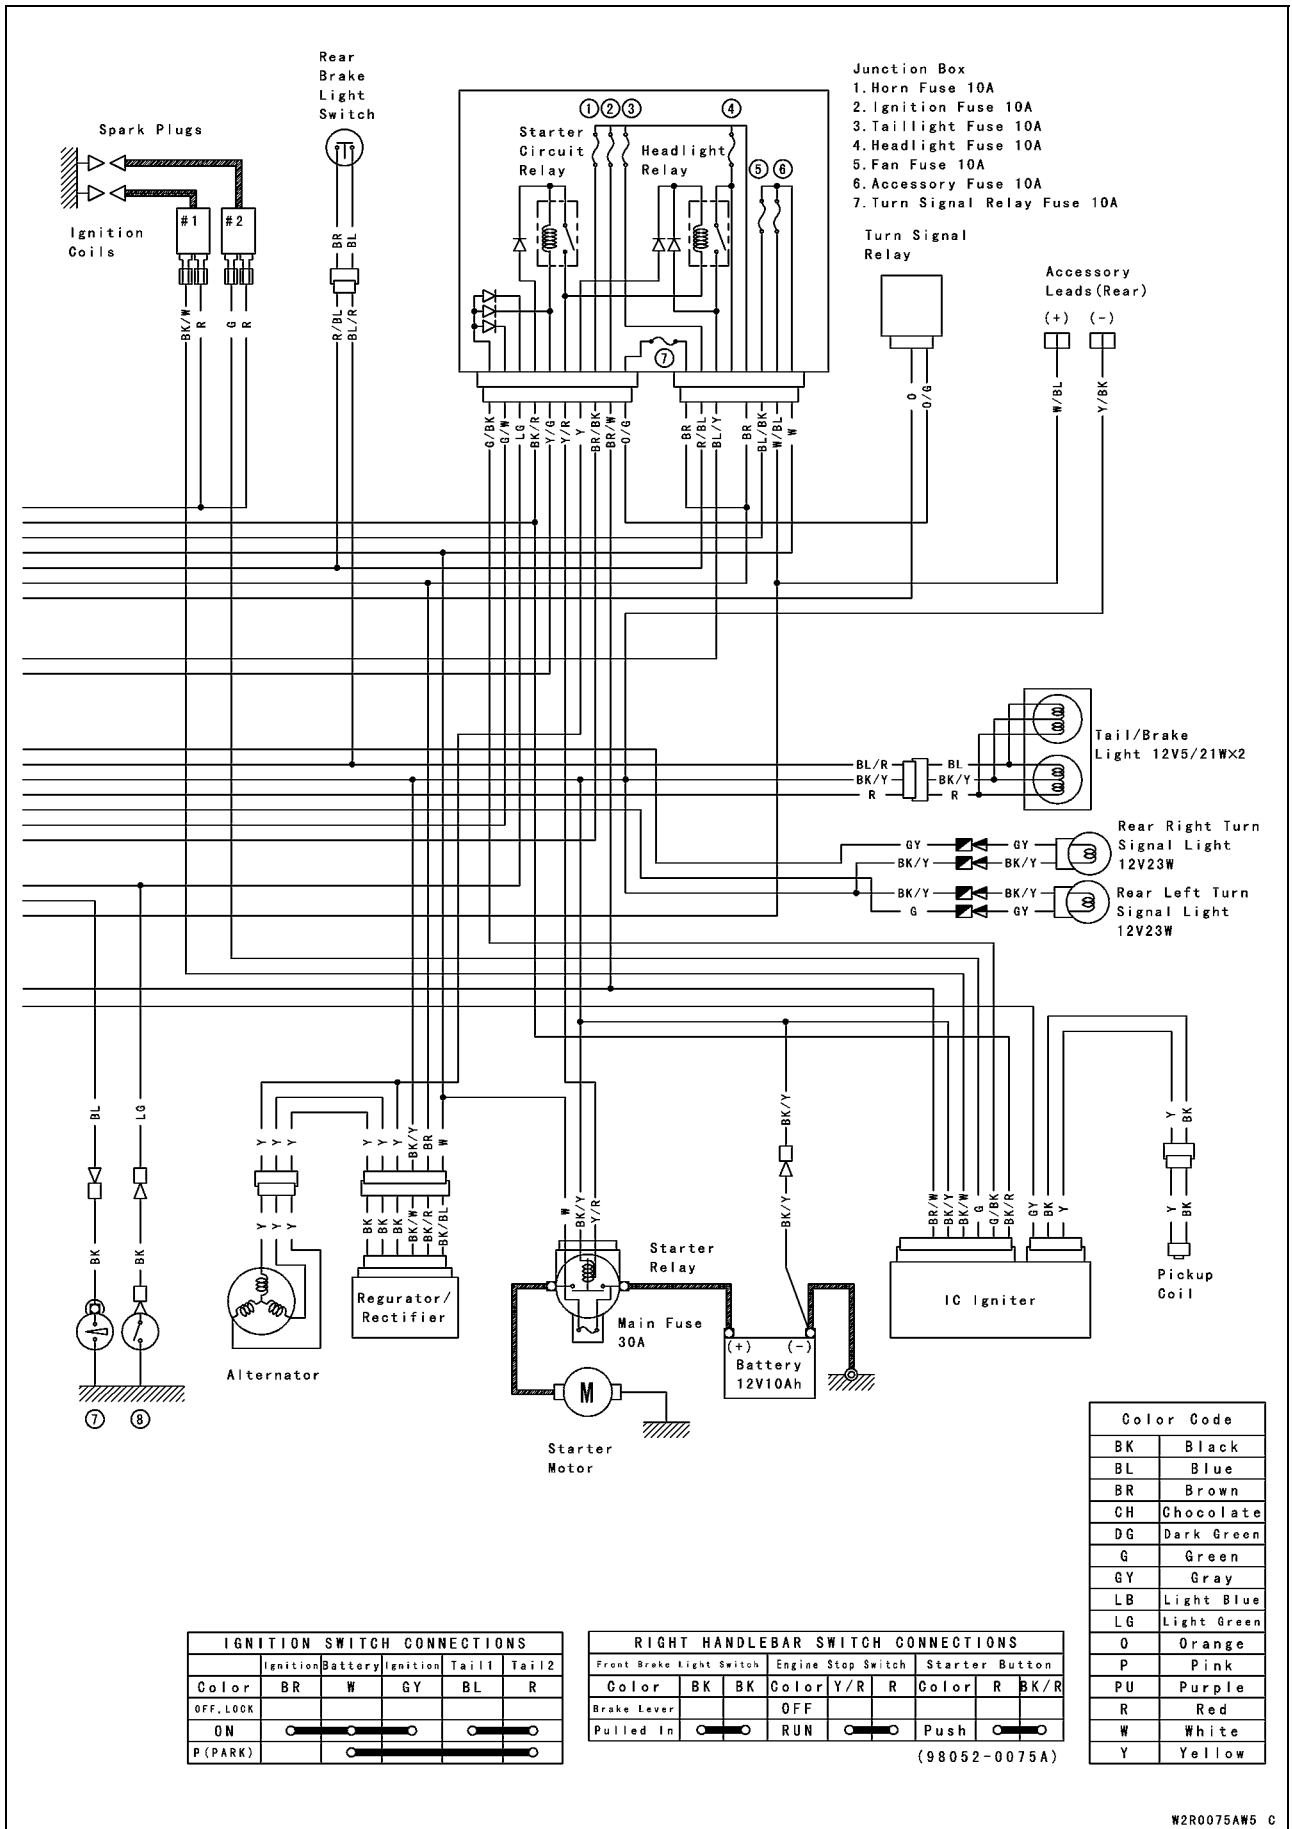 Rear
Brake
Light
Switch
Spark Plugs
Ignition
Coils
#1
#2
BK/W
R
G
R
BR
BL
R/BL
BL/R
Junction Box
1.Horn Fuse 10A
2.Ignition Fuse 10A
3.Taillight Fuse 10A
4.Headlight Fuse 10A
5.Fan Fuse 10A
6.Accessory Fuse 10A
7.Turn Signal Relay Fuse 10A
Starter
Circuit
Relay
Headlight
Relay
1
2
3
4
5
6
7
G/BK
G/W
LG
BK/R
Y/G
Y/R
Y
BR/BK
BR/W
O/G
BR
R/BL
BL/Y
BR
BL/BK
W/BL
W
Turn Signal
Relay
O
O/G
Accessory
Leads(Rear)
(+) (-)
W/BL
Y/BK
BL/R
BK/Y
R
BL
BK/Y
R
Tail/Brake
Light 12V5/21W×2
GY
BK/Y
GY
BK/Y
Rear Right Turn
Signal Light
12V23W
BK/Y
G
BK/Y
GY
Rear Left Turn
Signal Light
12V23W
BL
LG
BK
BK
7
8
Y
Y
Y
Y
Y
Y
Alternator
Y
Y
Y
BK/Y
BR
W
BK
BK
BK
BK/W
BK/R
BK/BL
Regurator/
Rectifier
W
BK/Y
Y/R
Starter
Relay
Main Fuse
30A
M
Starter
Motor
BK/Y
BK/Y
(+) (-)
Battery
12V10Ah
BR/W
BK/Y
BK/W
G
G/BK
BK/R
GY
BK
Y
IC Igniter
Y
BK
Y
BK
Pickup
Coil
Color Code
BK Black
BL Blue
BR Brown
CH Chocolate
DG Dark Green
G Green
GY Gray
LB Light Blue
LG Light Green
O Orange
P Pink
PU Purple
R Red
W White
Y Yellow
IGNITION SWITCH CONNECTIONS
Ignition Battery Ignition Tail1 Tail2
Color BR W GY BL R
OFF,LOCK
ON
P(PARK)
RIGHT HANDLEBAR SWITCH CONNECTIONS
Front Brake Light Switch Engine Stop Switch Starter Button
Color BK BK Color Y/R R Color R BK/R
Brake Lever OFF
Pulled In RUN Push
(98052-0075A)
W2R0075AW5 C